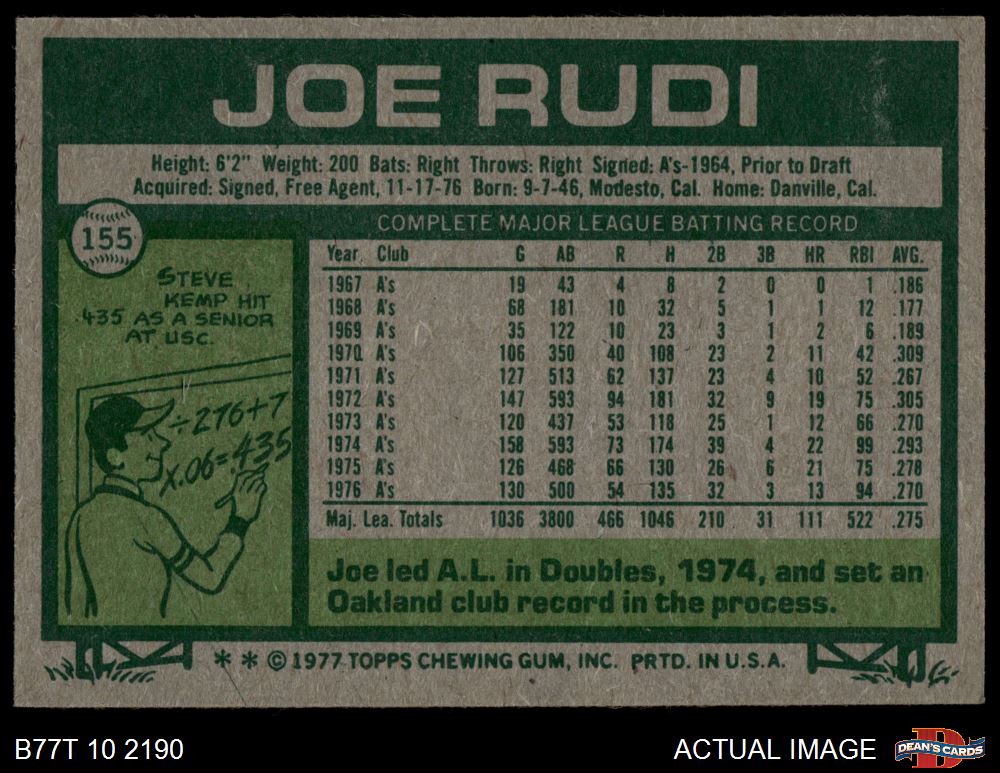 JOE RUDI
Height: 6'2" Weight: 200 Bats: Right Throws: Right Signed: A's-1964, Prior to Draft
Acquired: Signed, Free Agent, 11-17-76 Born: 9-7-46, Modesto, Cal. Home: Danville, Cal.
155
STEVE
KEMP HIT
.435 AS A SENIOR
AT USC.
÷276+7
x.06=.435
COMPLETE MAJOR LEAGUE BATTING RECORD
Year Club G AB R H 2B 3B HR RBI AVG.
1967 A's 19 43 4 8 2 0 0 1 .186
1968 A's 68 181 10 32 5 1 1 12 .177
1969 A's 35 122 10 23 3 1 2 6 .189
1970 A's 106 350 40 108 23 2 11 42 .309
1971 A's 127 513 62 137 23 4 10 52 .267
1972 A's 147 593 94 181 32 9 19 75 .305
1973 A's 120 437 53 118 25 1 12 66 .270
1974 A's 158 593 73 174 39 4 22 99 .293
1975 A's 126 468 66 130 26 6 21 75 .278
1976 A's 130 500 54 135 32 3 13 94 .270
Maj. Lea. Totals 1036 3800 466 1046 210 31 111 522 .275
Joe led A.L. in Doubles, 1974, and set an
Oakland club record in the process.
* * © 1977 TOPPS CHEWING GUM, INC. PRTD. IN U.S.A.
B77T 10 2190
ACTUAL IMAGE
D
DEAN'S CARDS